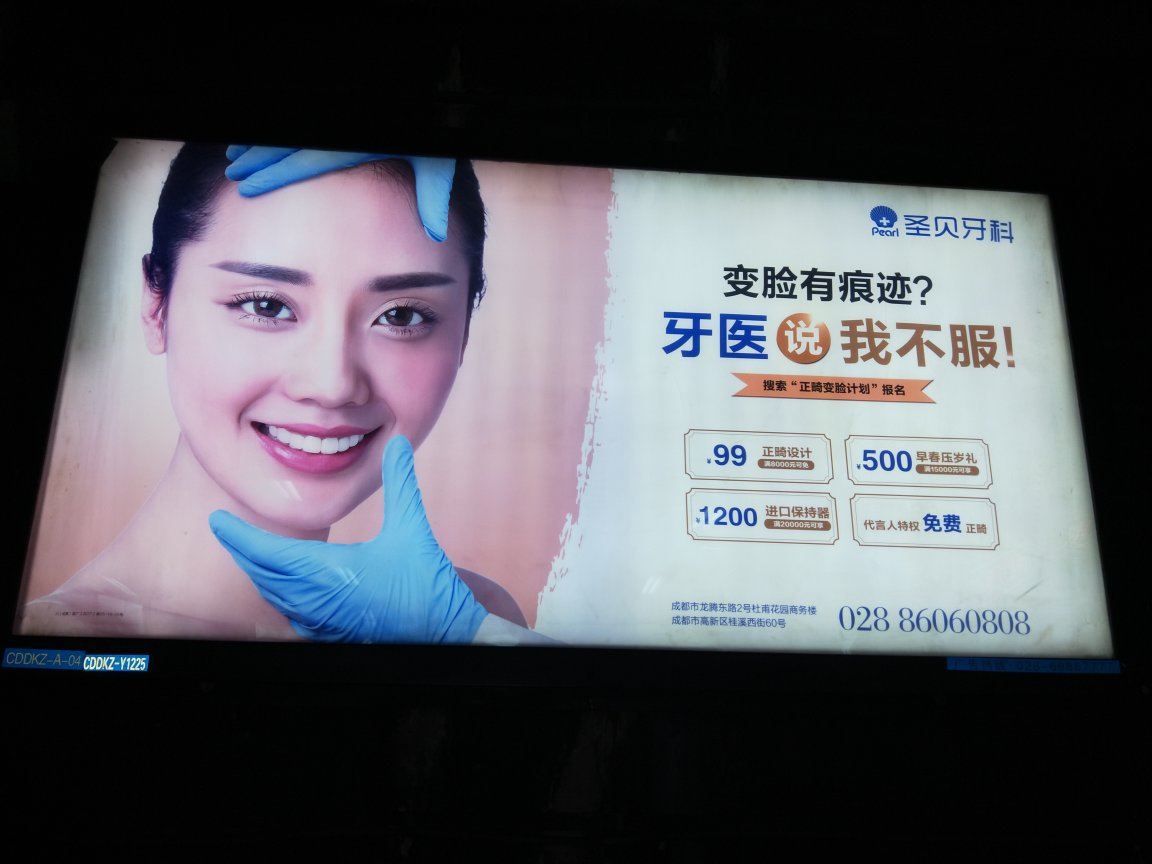 Pearl 圣贝牙科
变脸有痕迹?
牙医说我不服!
搜索“正畸变脸计划”报名
¥99 正畸设计
满8000元可免
¥500 早春压岁礼
满15000元可享
¥1200 进口保持器
满20000元可享
代言人特权 免费 正畸
成都市龙腾东路2号杜甫花园商务楼
成都市高新区桂溪西街60号
028 86060808
CDDKZ-A-04
CDDKZ-Y1225